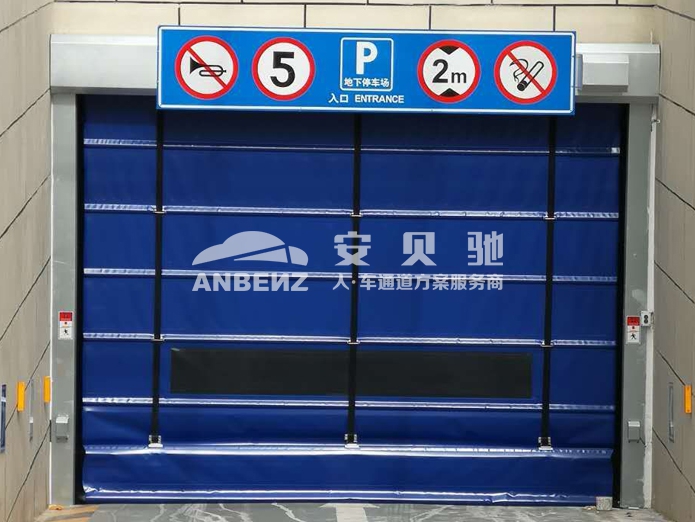 5
P
地下停车场
2m
入口 ENTRANCE
安贝驰
ANBENZ
人·车通道方案服务商